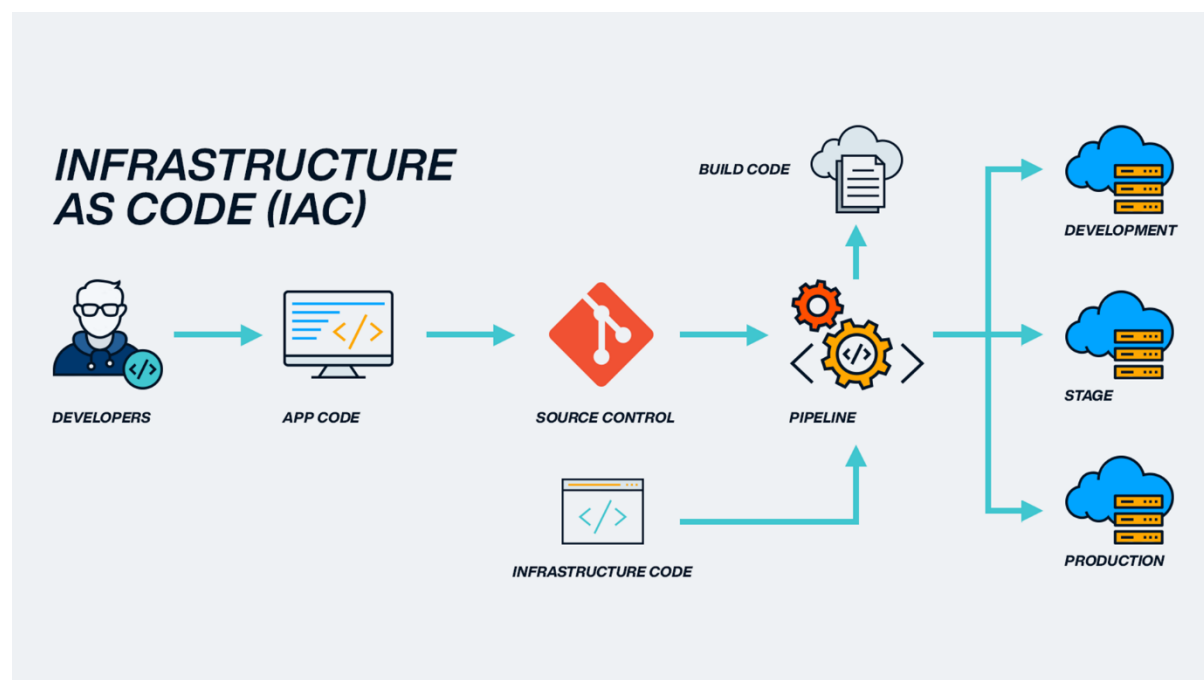 INFRASTRUCTURE
AS CODE (IAC)
BUILD CODE
DEVELOPMENT
</>
</>
</>
DEVELOPERS
APP CODE
SOURCE CONTROL
PIPELINE
STAGE
</>
INFRASTRUCTURE CODE
PRODUCTION